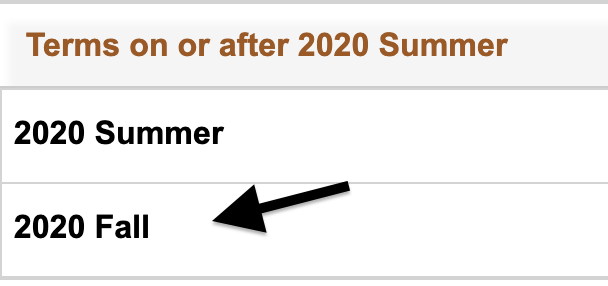 Terms on or after 2020 Summer
2020 Summer
2020 Fall